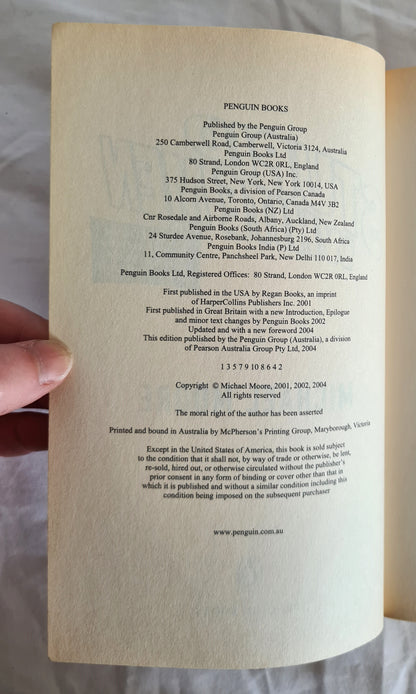 PENGUIN BOOKS
Published by the Penguin Group
Penguin Group (Australia)
250 Camberwell Road, Camberwell, Victoria 3124, Australia
Penguin Books Ltd
80 Strand, London WC2R 0RL, England
Penguin Group (USA) Inc.
375 Hudson Street, New York, New York 10014, USA
Penguin Books, a division of Pearson Canada
10 Alcorn Avenue, Toronto, Ontario, Canada M4V 3B2
Penguin Books (NZ) Ltd
Cnr Rosedale and Airborne Roads, Albany, Auckland, New Zealand
Penguin Books (South Africa) (Pty) Ltd
24 Sturdee Avenue, Rosebank, Johannesburg 2196, South Africa
Penguin Books India (P) Ltd
11, Community Centre, Panchsheel Park, New Delhi 110 017, India
Penguin Books Ltd, Registered Offices: 80 Strand, London WC2R 0RL, England
First published in the USA by Regan Books, an imprint
of HarperCollins Publishers Inc. 2001
First published in Great Britain with a new Introduction, Epilogue
and minor text changes by Penguin Books 2002
Updated and with a new foreword 2004
This edition published by the Penguin Group (Australia), a division
of Pearson Australia Group Pty Ltd, 2004
1 3 5 7 9 10 8 6 4 2
Copyright © Michael Moore, 2001, 2002, 2004
All rights reserved
The moral right of the author has been asserted
Printed and bound in Australia by McPherson's Printing Group, Maryborough, Victoria
Except in the United States of America, this book is sold subject
to the condition that it shall not, by way of trade or otherwise, be lent,
re-sold, hired out, or otherwise circulated without the publisher's
prior consent in any form of binding or cover other than that in
which it is published and without a similar condition including this
condition being imposed on the subsequent purchaser
www.penguin.com.au